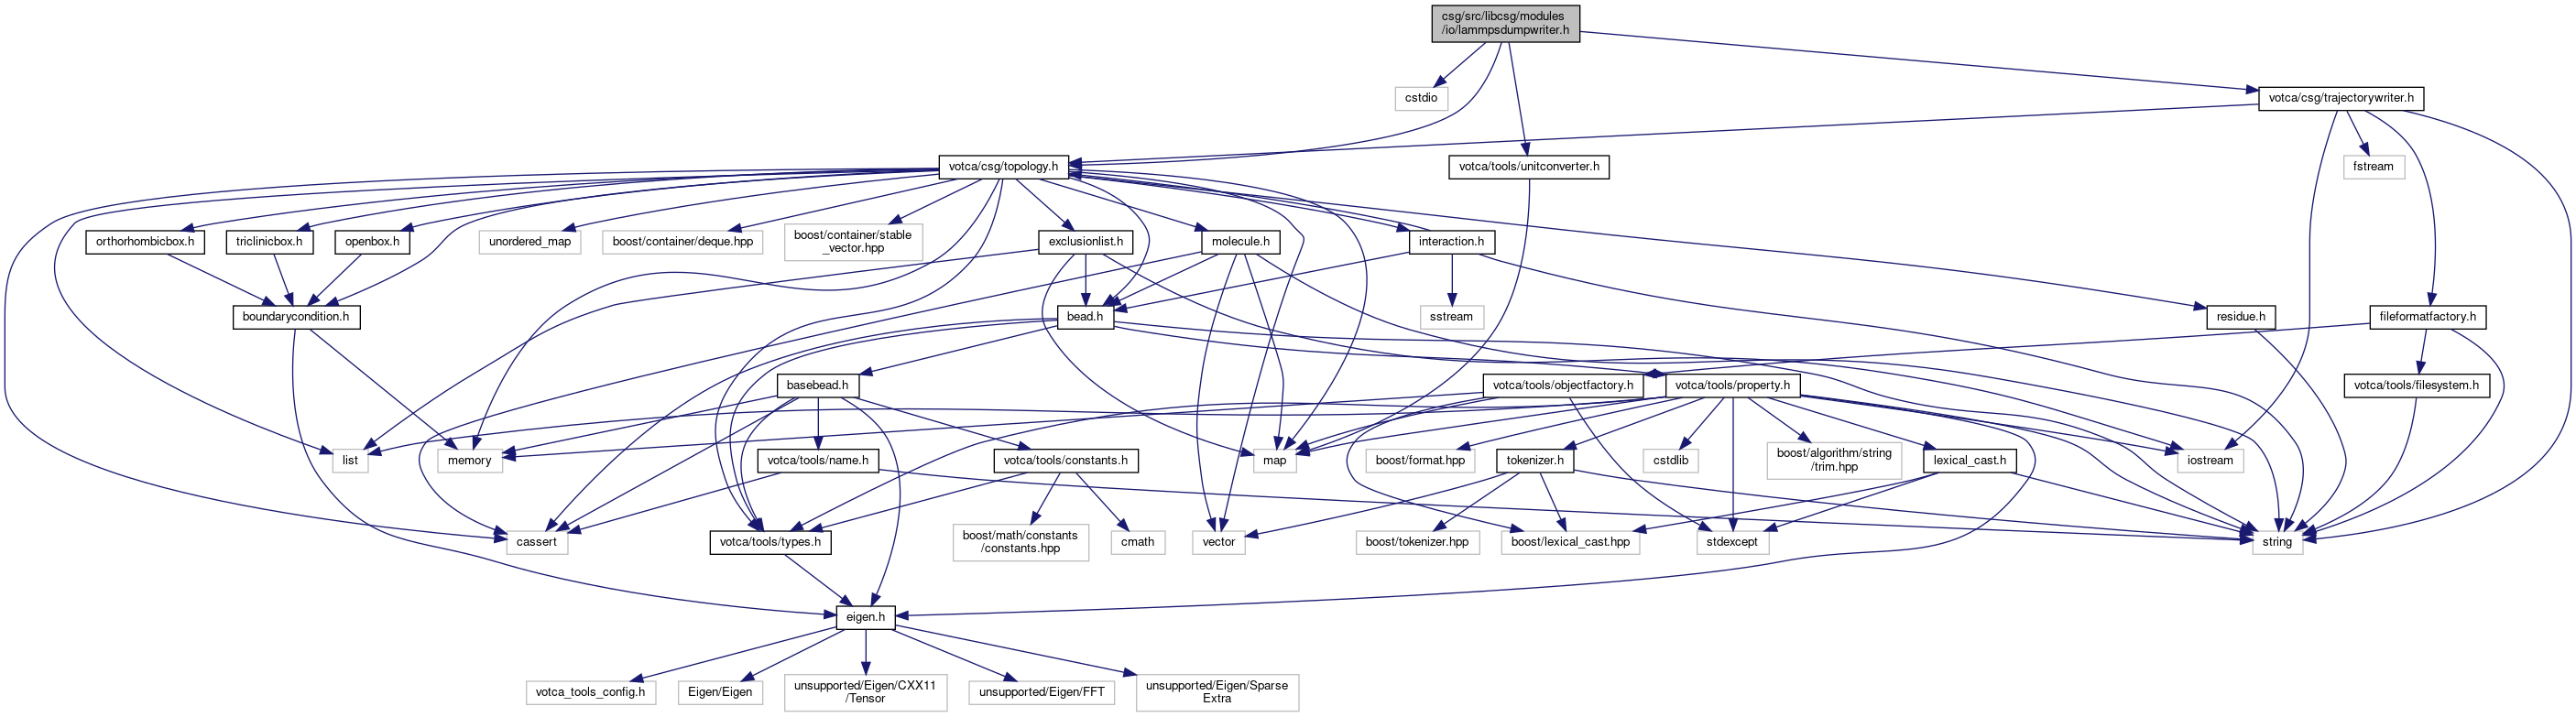 csg/src/libcsg/modules
/io/lammpsdumpwriter.h
cstdio
votca/csg/trajectorywriter.h
votca/csg/topology.h
votca/tools/unitconverter.h
fstream
orthorhombicbox.h
triclinicbox.h
openbox.h
unordered_map
boost/container/deque.hpp
boost/container/stable
_vector.hpp
exclusionlist.h
molecule.h
interaction.h
boundarycondition.h
bead.h
sstream
residue.h
fileformatfactory.h
basebead.h
votca/tools/objectfactory.h
votca/tools/property.h
votca/tools/filesystem.h
list
memory
votca/tools/name.h
votca/tools/constants.h
map
boost/format.hpp
tokenizer.h
cstdlib
boost/algorithm/string
/trim.hpp
lexical_cast.h
iostream
cassert
votca/tools/types.h
boost/math/constants
/constants.hpp
cmath
vector
boost/tokenizer.hpp
boost/lexical_cast.hpp
stdexcept
string
eigen.h
votca_tools_config.h
Eigen/Eigen
unsupported/Eigen/CXX11
/Tensor
unsupported/Eigen/FFT
unsupported/Eigen/Sparse
Extra